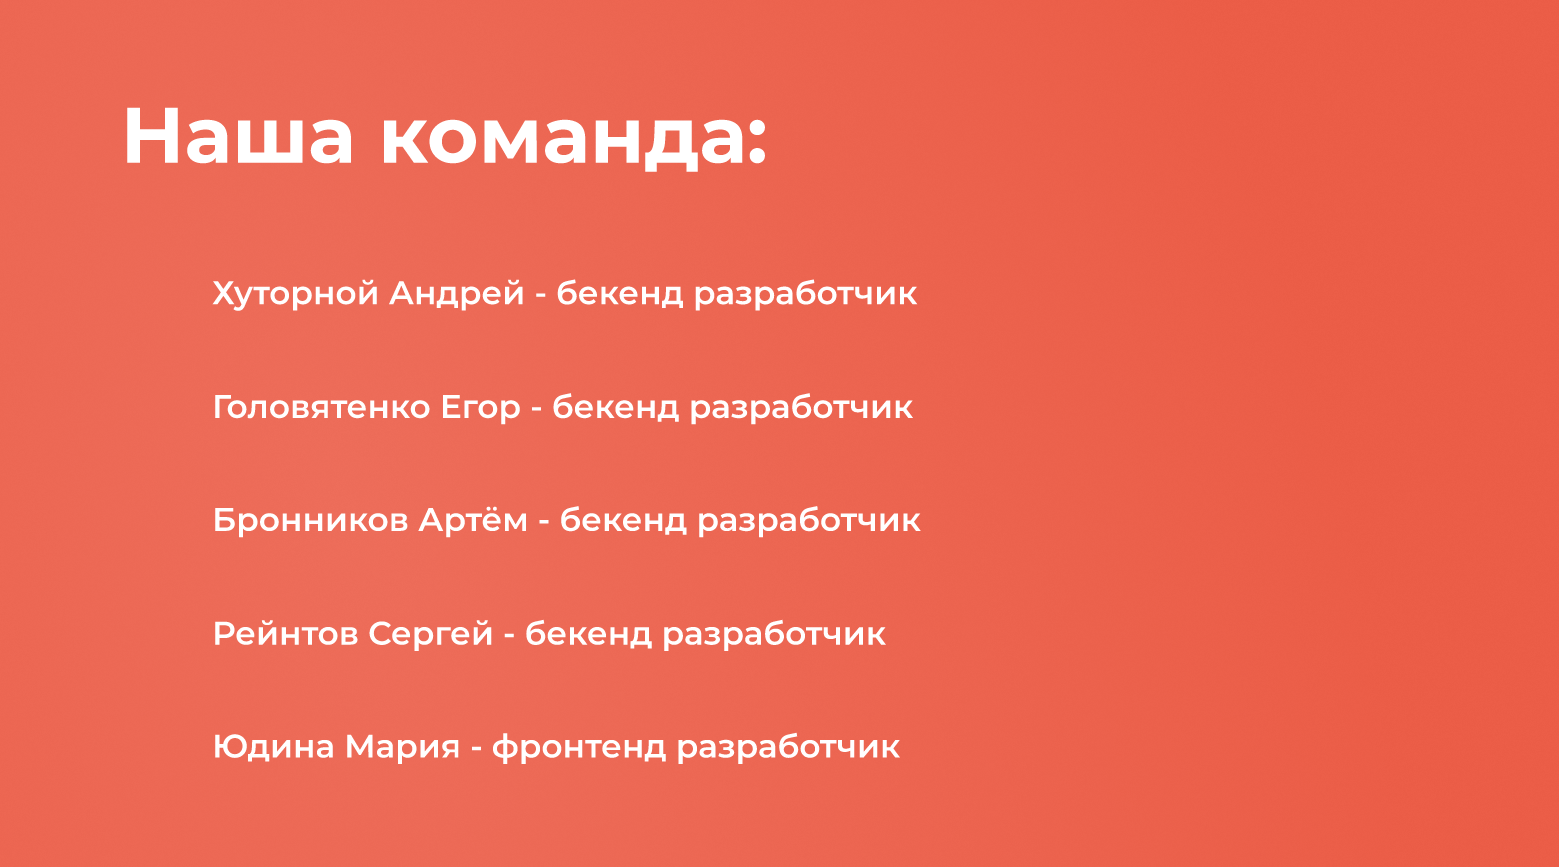 Наша команда:
Хуторной Андрей - бекенд разработчик
Головятенко Егор - бекенд разработчик
Бронников Артём - бекенд разработчик
Рейнтов Сергей - бекенд разработчик
Юдина Мария - фронтенд разработчик